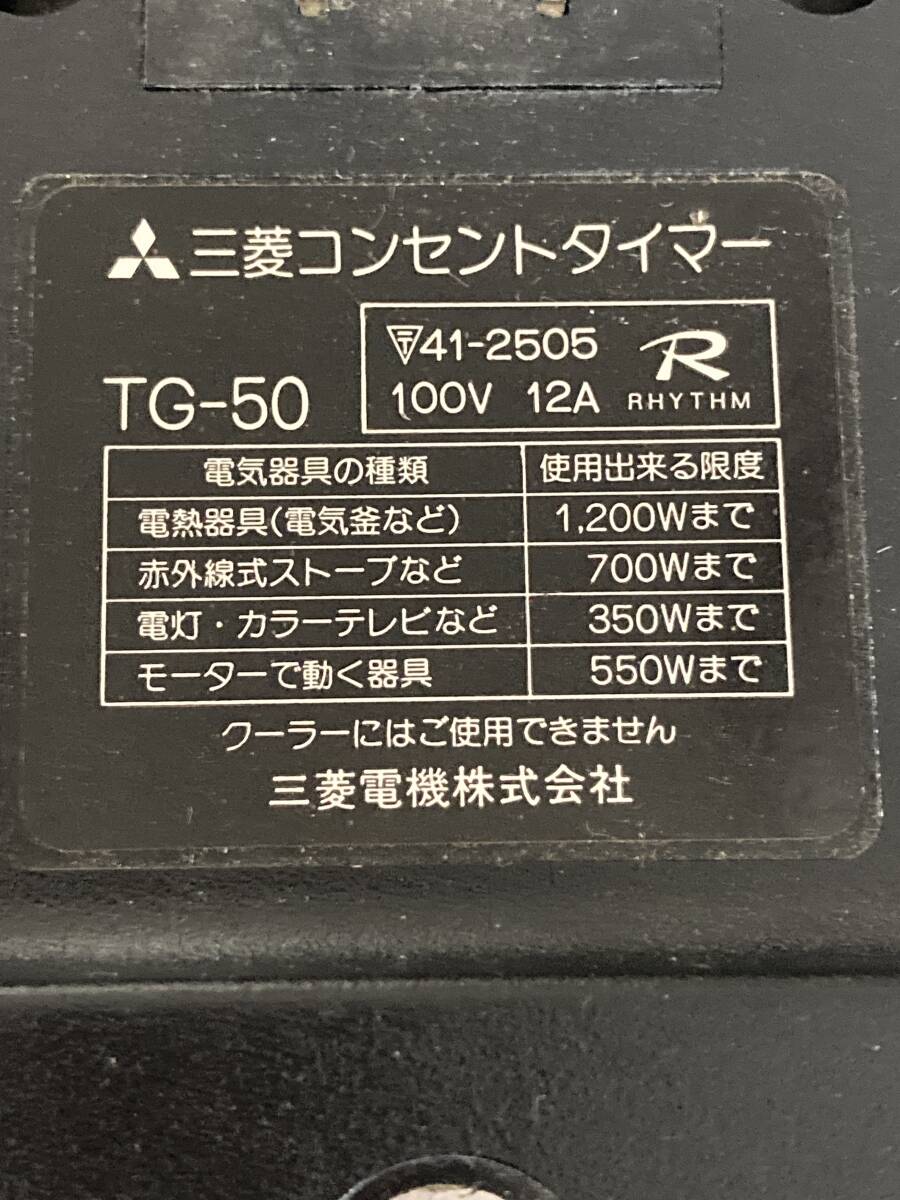 三菱コンセントタイマー
TG-50
〒41-2505
100V 12A
R
RHYTHM
電気器具の種類 使用出来る限度
電熱器具(電気釜など) 1,200Wまで
赤外線式ストーブなど 700Wまで
電灯・カラーテレビなど 350Wまで
モーターで動く器具 550Wまで
クーラーにはご使用できません
三菱電機株式会社